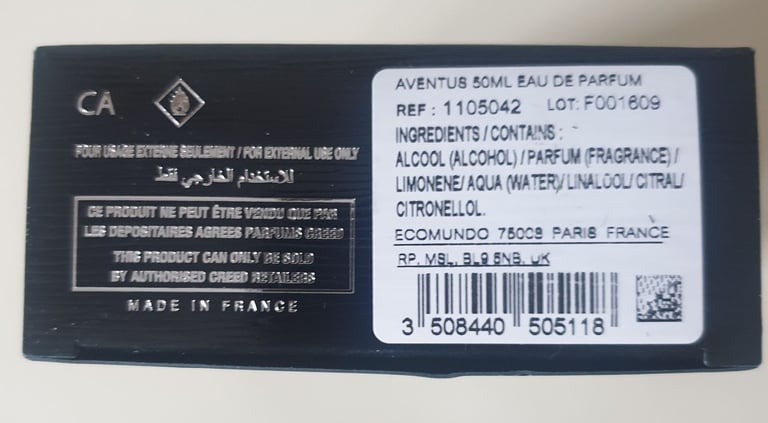 CA
POUR USAGE EXTERNE SEULEMENT / FOR EXTERNAL USE ONLY
للاستخدام الخارجي فقط
CE PRODUIT NE PEUT ÊTRE VENDU QUE PAR
LES DEPOSITAIRES AGREES PARFUMS CREED
THIS PRODUCT CAN ONLY BE SOLD
BY AUTHORISED CREED RETAILERS
MADE IN FRANCE
AVENTUS 50ML EAU DE PARFUM
REF : 1105042 LOT: F001609
INGREDIENTS / CONTAINS :
ALCOOL (ALCOHOL) / PARFUM (FRAGRANCE) /
LIMONENE/ AQUA (WATER)/ LINALOOL/ CITRAL/
CITRONELLOL.
ECOMUNDO 75008 PARIS FRANCE
RP, MSL, BL9 5NB, UK
3 508440 505118